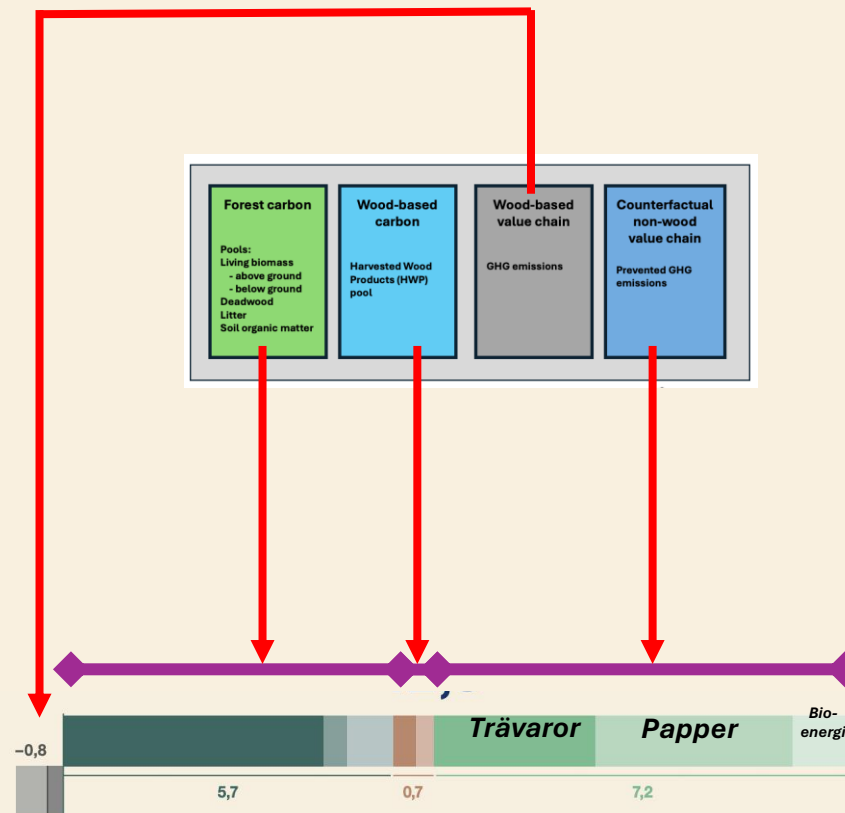 Forest carbon
Pools:
Living biomass
- above ground
- below ground
Deadwood
Litter
Soil organic matter
Wood-based
carbon
Harvested Wood
Products (HWP)
pool
Wood-based
value chain
GHG emissions
Counterfactual
non-wood
value chain
Prevented GHG
emissions
Trävaror
Papper
Bio-
energi
–0,8
5,7
0,7
7,2